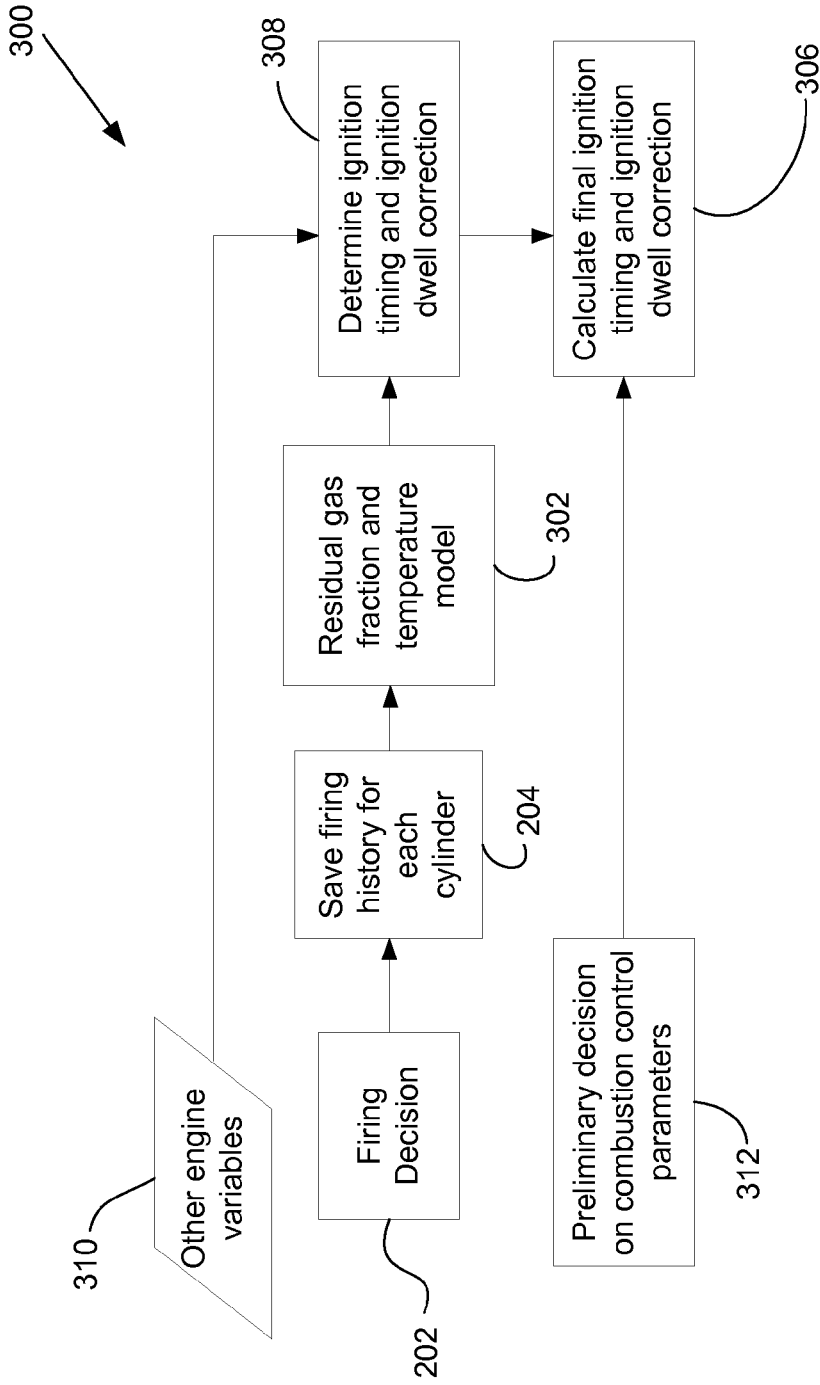 300
310
Other engine
variables
202
Firing
Decision
Save firing
history for
each
cylinder
204
Residual gas
fraction and
temperature
model
302
308
Determine ignition
timing and ignition
dwell correction
312
Preliminary decision
on combustion control
parameters
Calculate final ignition
timing and ignition
dwell correction
306